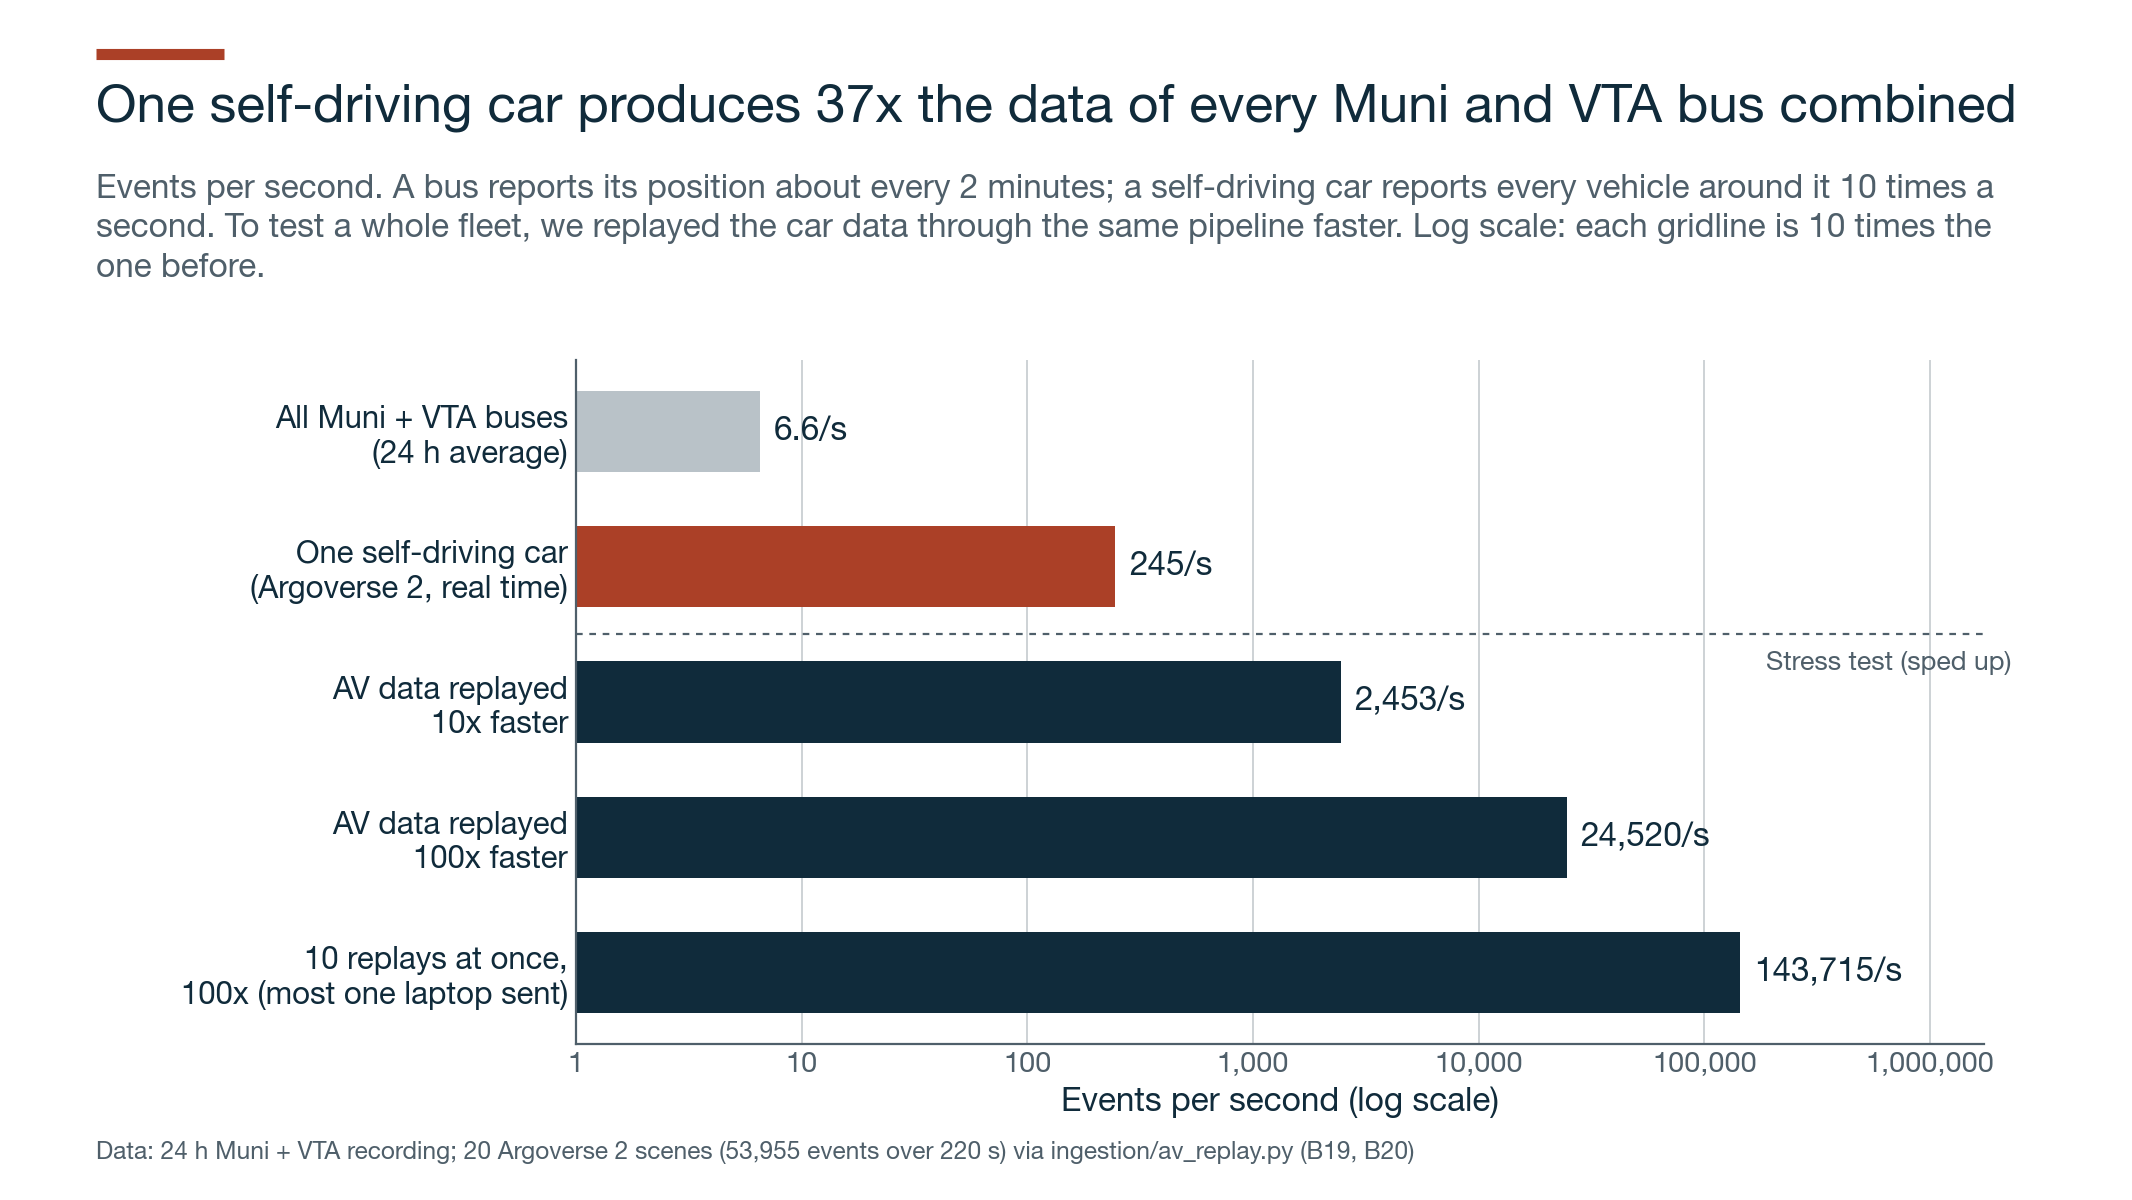 One self-driving car produces 37x the data of every Muni and VTA bus combined
Events per second. A bus reports its position about every 2 minutes; a self-driving car reports every vehicle around it 10 times a
second. To test a whole fleet, we replayed the car data through the same pipeline faster. Log scale: each gridline is 10 times the
one before.
All Muni + VTA buses
(24 h average)
6.6/s
One self-driving car
(Argoverse 2, real time)
245/s
Stress test (sped up)
AV data replayed
10x faster
2,453/s
AV data replayed
100x faster
24,520/s
10 replays at once,
100x (most one laptop sent)
143,715/s
1 10 100 1,000 10,000 100,000 1,000,000
Events per second (log scale)
Data: 24 h Muni + VTA recording; 20 Argoverse 2 scenes (53,955 events over 220 s) via ingestion/av_replay.py (B19, B20)